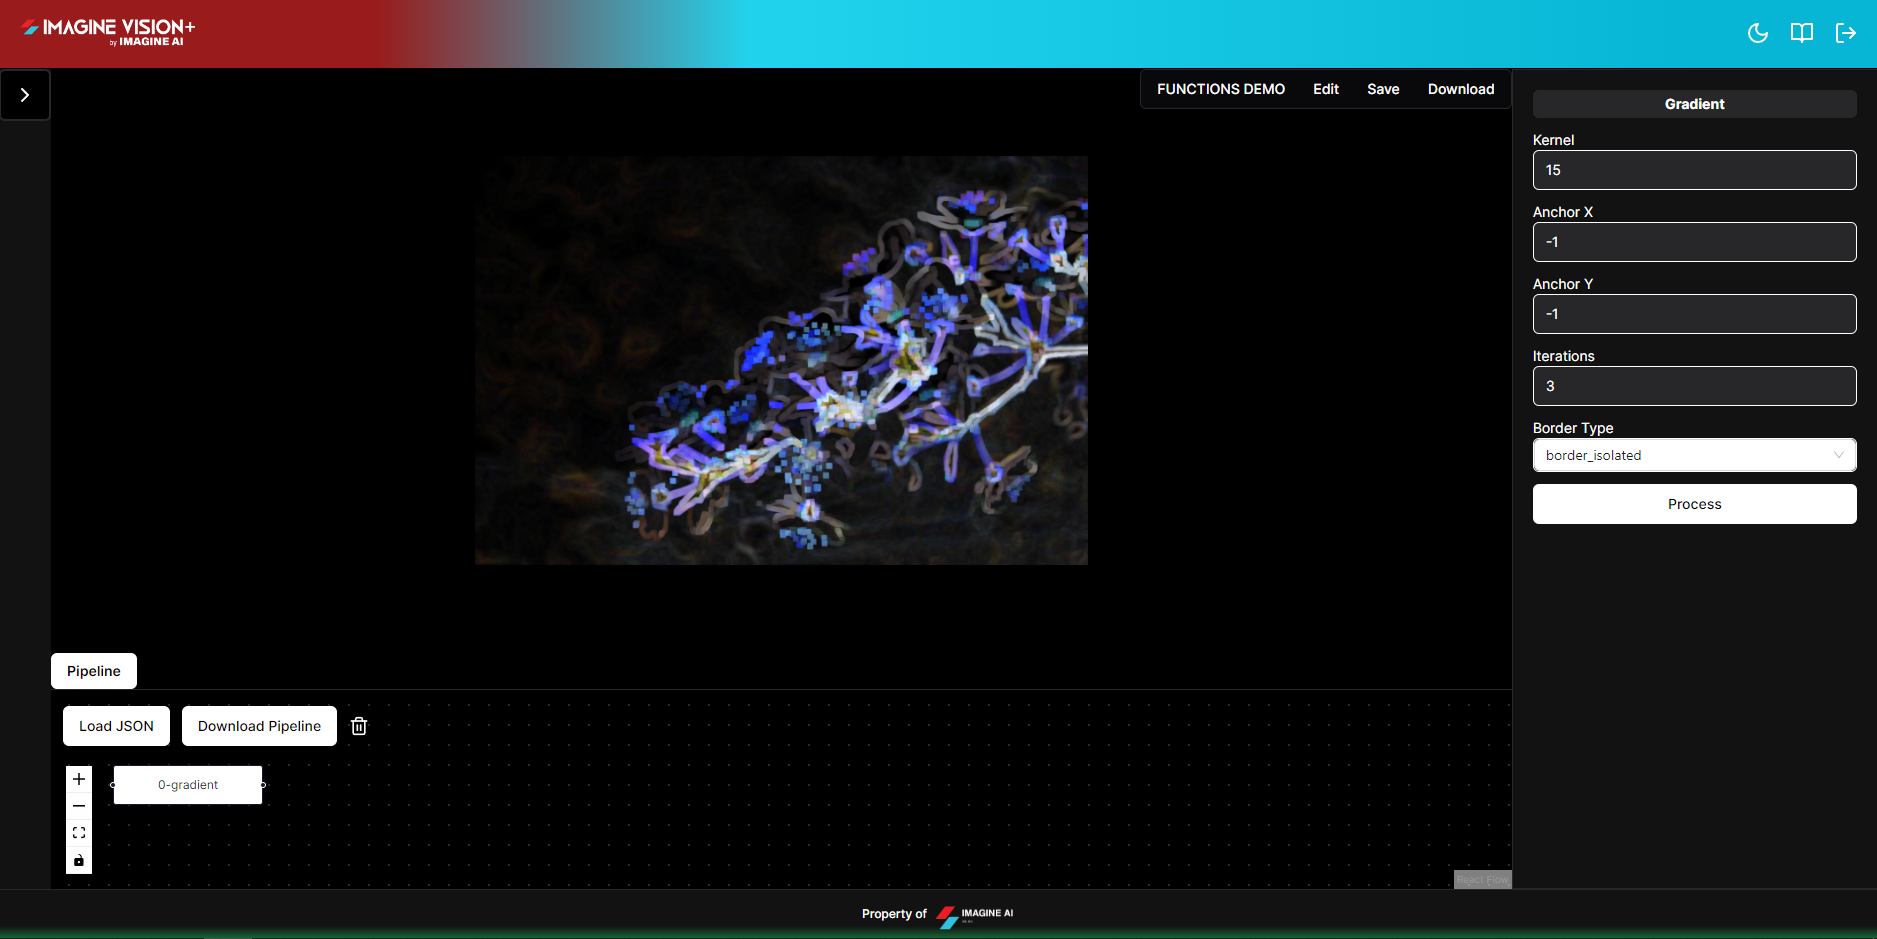 IMAGINE VISION+
by IMAGINE AI
FUNCTIONS DEMO Edit Save Download
Gradient
Kernel
15
Anchor X
-1
Anchor Y
-1
Iterations
3
Border Type
border_isolated
Process
Pipeline
Load JSON Download Pipeline
0-gradient
React Flow
Property of IMAGINE AI